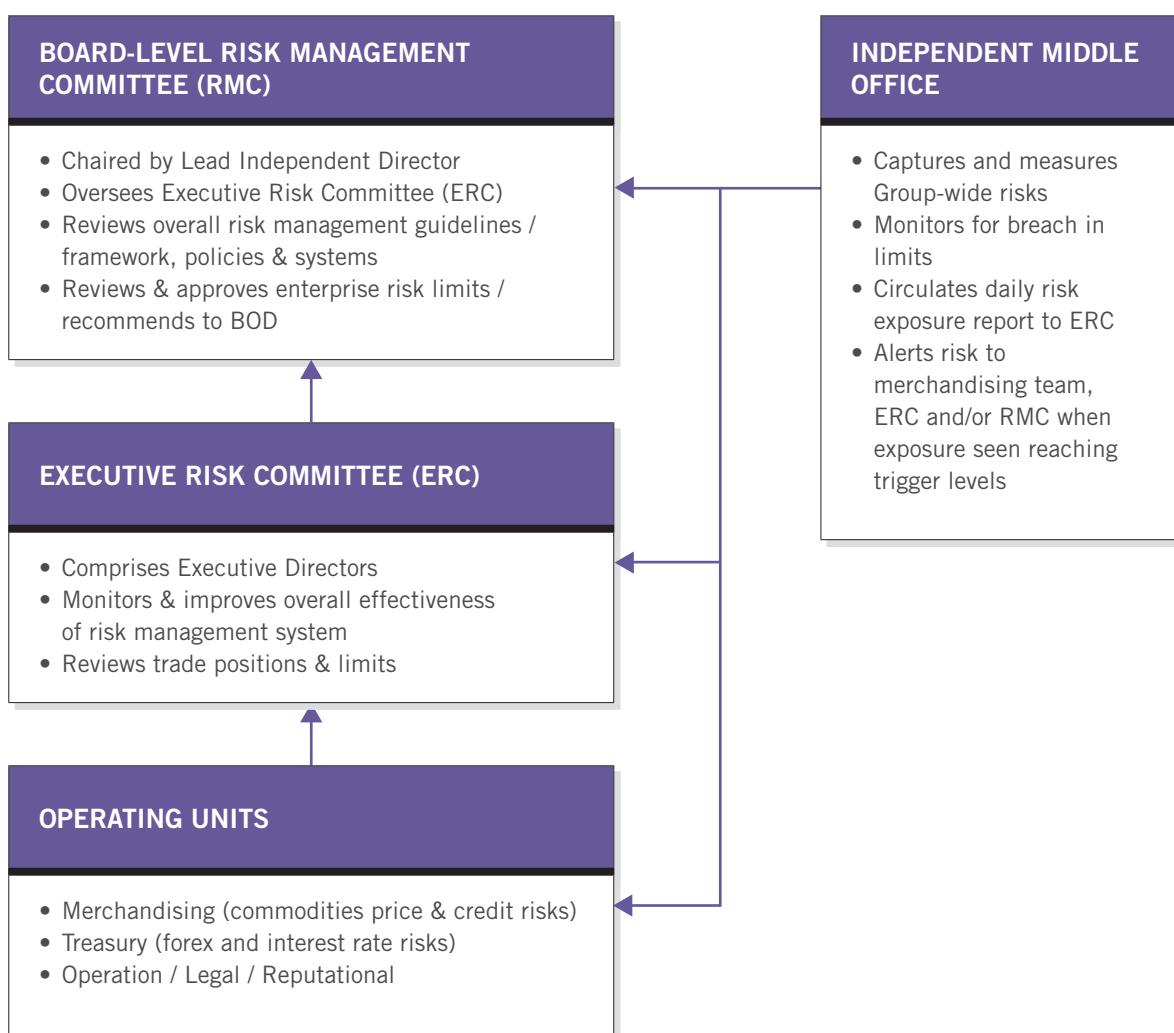 BOARD-LEVEL RISK MANAGEMENT
COMMITTEE (RMC)
• Chaired by Lead Independent Director
• Oversees Executive Risk Committee (ERC)
• Reviews overall risk management guidelines /
framework, policies & systems
• Reviews & approves enterprise risk limits /
recommends to BOD
EXECUTIVE RISK COMMITTEE (ERC)
• Comprises Executive Directors
• Monitors & improves overall effectiveness
of risk management system
• Reviews trade positions & limits
OPERATING UNITS
• Merchandising (commodities price & credit risks)
• Treasury (forex and interest rate risks)
• Operation / Legal / Reputational
INDEPENDENT MIDDLE
OFFICE
• Captures and measures
Group-wide risks
• Monitors for breach in
limits
• Circulates daily risk
exposure report to ERC
• Alerts risk to
merchandising team,
ERC and/or RMC when
exposure seen reaching
trigger levels